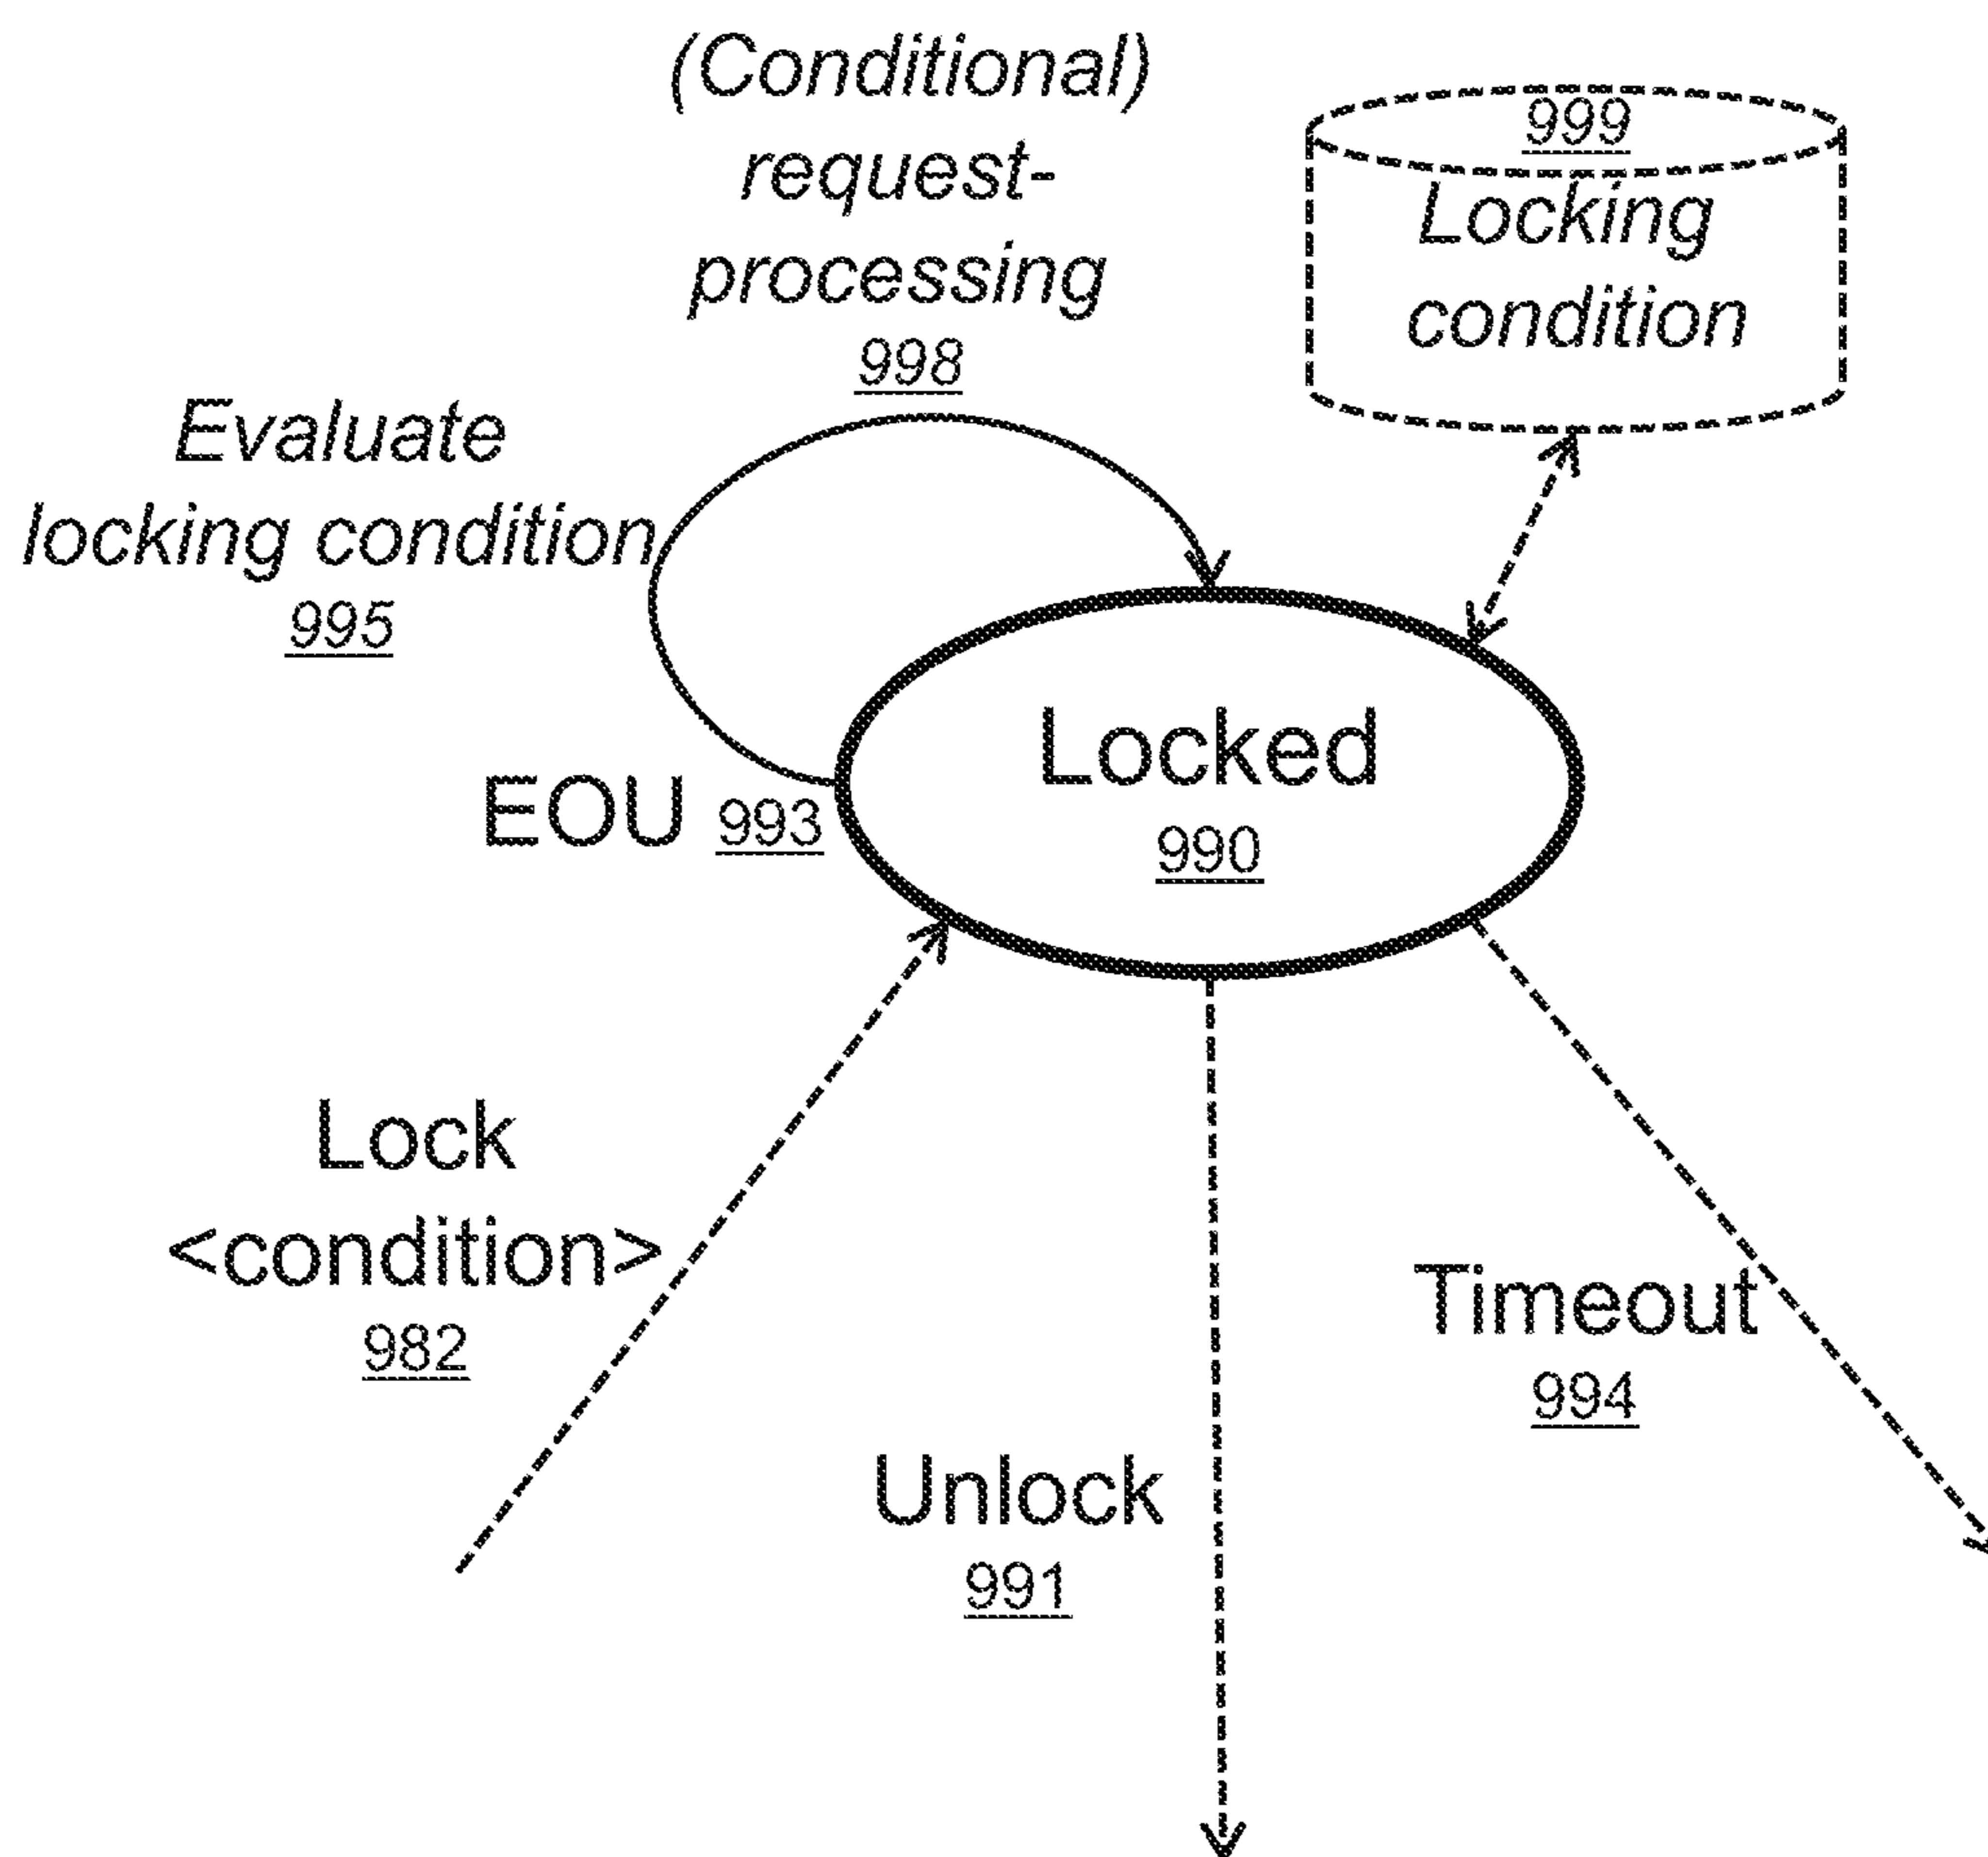 (Conditional)
request-
processing
998
999
Locking
condition
Evaluate
locking condition
995
EOU 993
Locked
990
Lock
<condition>
982
Unlock
991
Timeout
994